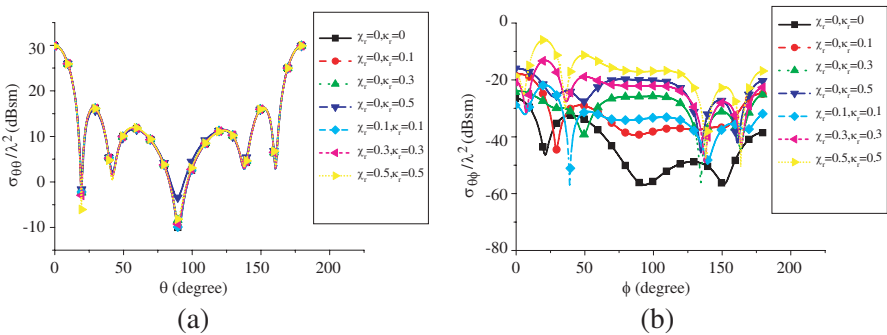 σθθ/λ² (dBsm)
30
20
10
0
-10
0
50
100
150
200
θ (degree)
χr=0,κr=0
χr=0,κr=0.1
χr=0,κr=0.3
χr=0,κr=0.5
χr=0.1,κr=0.1
χr=0.3,κr=0.3
χr=0.5,κr=0.5
(a)
σθϕ/λ² (dBsm)
0
-20
-40
-60
-80
0
50
100
150
200
ϕ (degree)
χr=0,κr=0
χr=0,κr=0.1
χr=0,κr=0.3
χr=0,κr=0.5
χr=0.1,κr=0.1
χr=0.3,κr=0.3
χr=0.5,κr=0.5
(b)